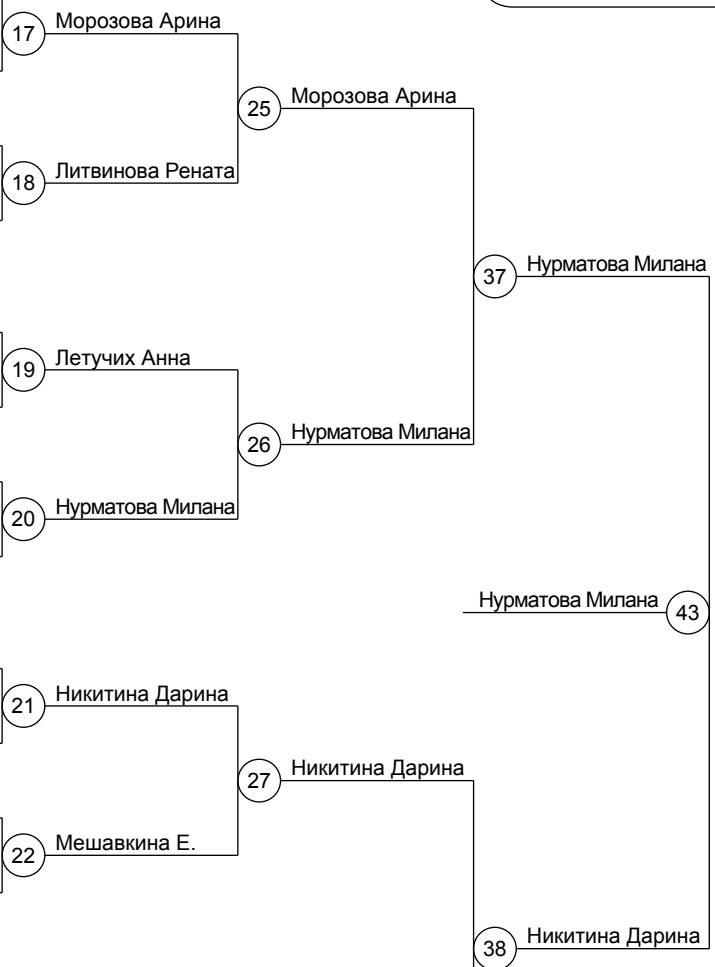 17 Морозова Арина
25 Морозова Арина
18 Литвинова Рената
37 Нурматова Милана
19 Летучих Анна
26 Нурматова Милана
20 Нурматова Милана
Нурматова Милана 43
21 Никитина Дарина
27 Никитина Дарина
22 Мешавкина Е.
38 Никитина Дарина